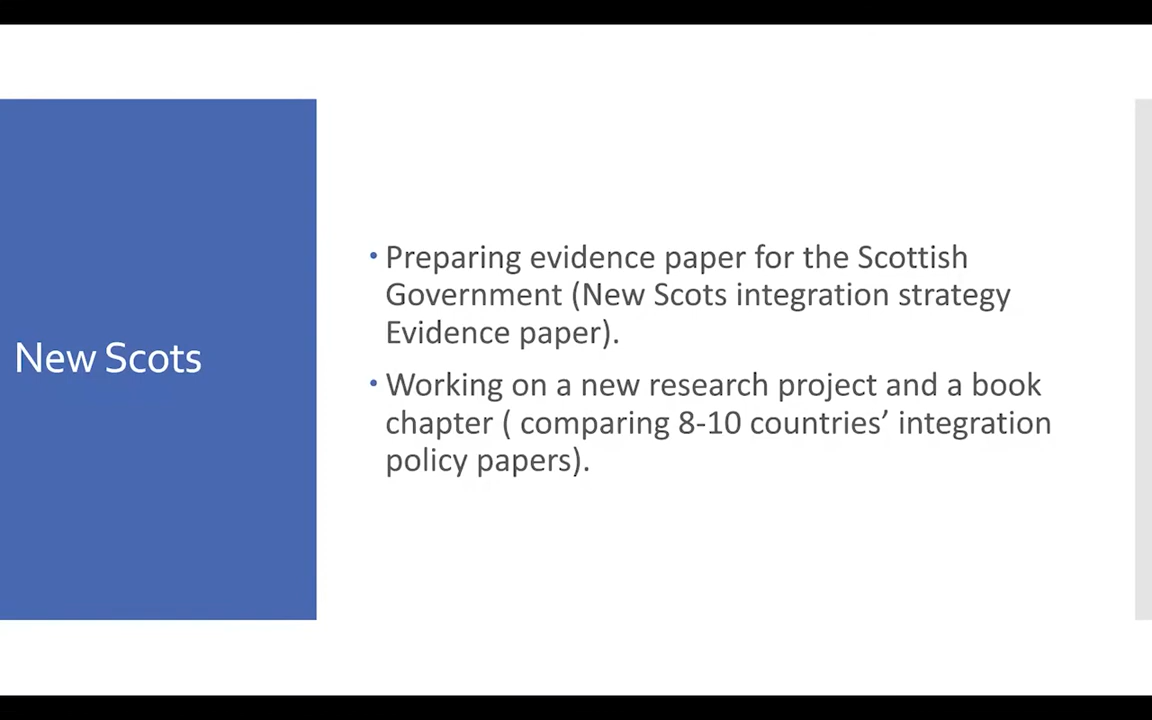 New Scots
• Preparing evidence paper for the Scottish
Government (New Scots integration strategy
Evidence paper).
• Working on a new research project and a book
chapter ( comparing 8-10 countries’ integration
policy papers).